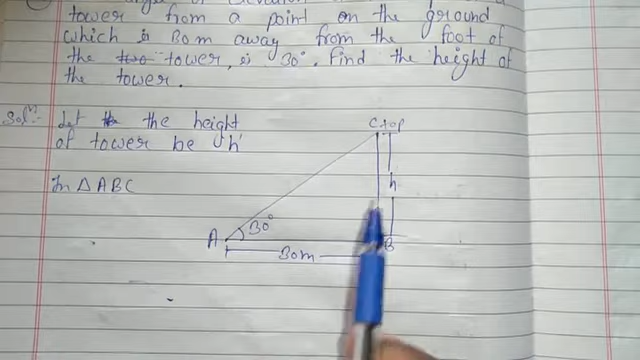 tower from a point on the ground
which is 30m away from the foot of
the tower, is 30°. Find the height of
the tower.
Solⁿ:- Let the height
of tower be 'h'
In △ABC
C top
h
A 30°
B
30m